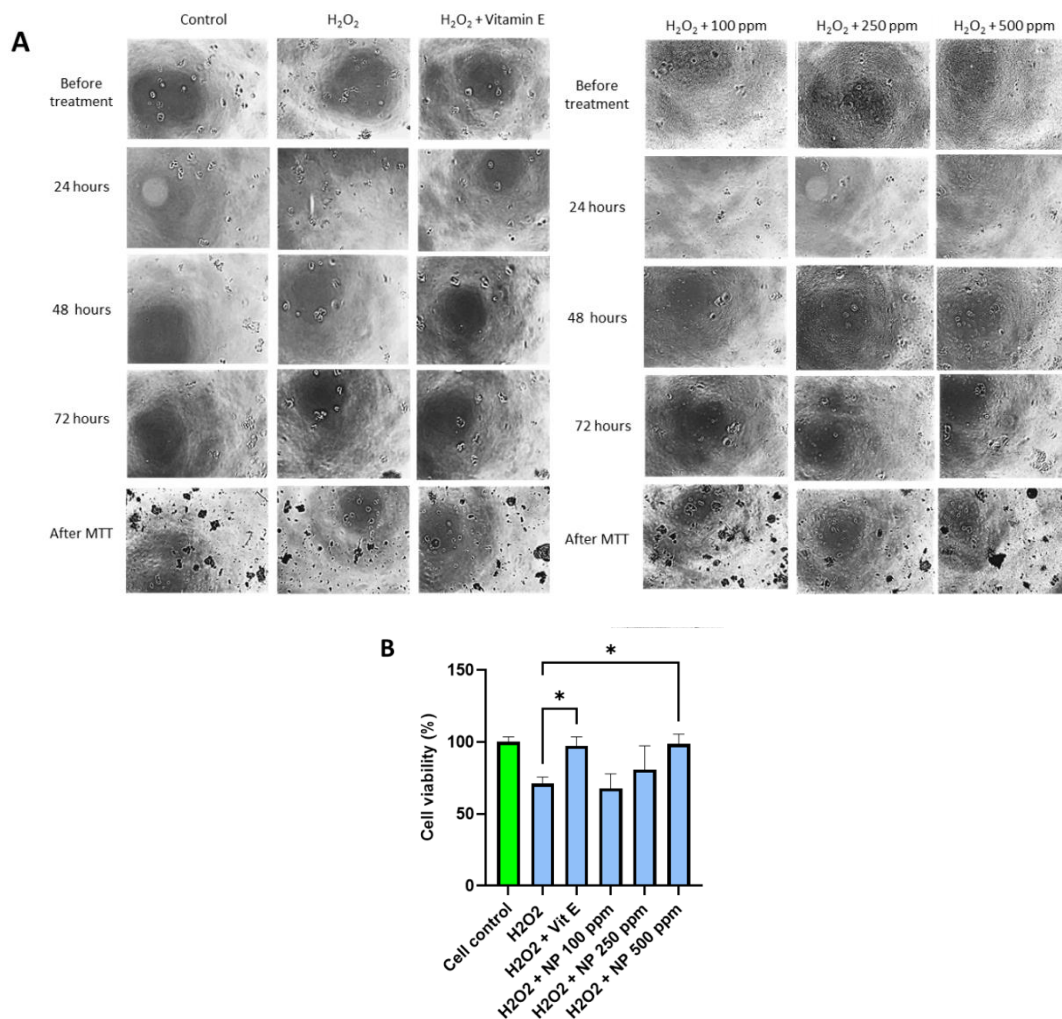 A
Control H₂O₂ H₂O₂ + Vitamin E
Before
treatment
24 hours
48 hours
72 hours
After MTT
H₂O₂ + 100 ppm H₂O₂ + 250 ppm H₂O₂ + 500 ppm
Before
treatment
24 hours
48 hours
72 hours
After MTT
B
* 
*
Cell viability (%)
150
100
50
0
Cell control
H2O2
H2O2 + Vit E
H2O2 + NP 100 ppm
H2O2 + NP 250 ppm
H2O2 + NP 500 ppm